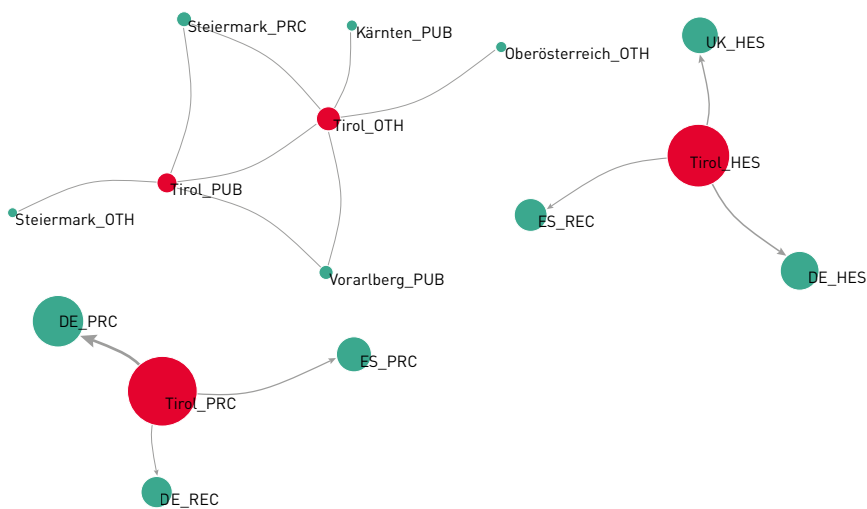 Steiermark_PRC
Kärnten_PUB
UK_HES
Oberösterreich_OTH
Tirol_OTH
Tirol_HES
Tirol_PUB
Steiermark_OTH
ES_REC
Vorarlberg_PUB
DE_HES
DE_PRC
ES_PRC
Tirol_PRC
DE_REC